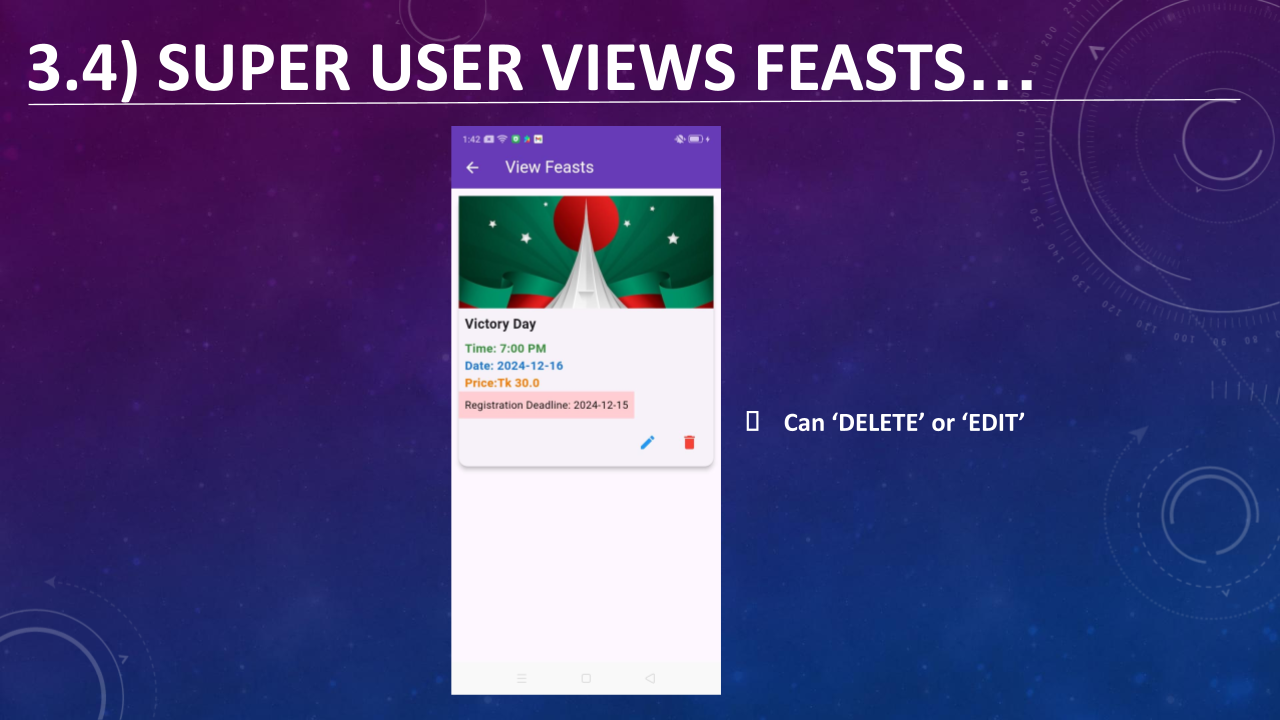 3.4) SUPER USER VIEWS FEASTS...
1:42
View Feasts
Victory Day
Time: 7:00 PM
Date: 2024-12-16
Price:Tk 30.0
Registration Deadline: 2024-12-15
Can ‘DELETE’ or ‘EDIT’